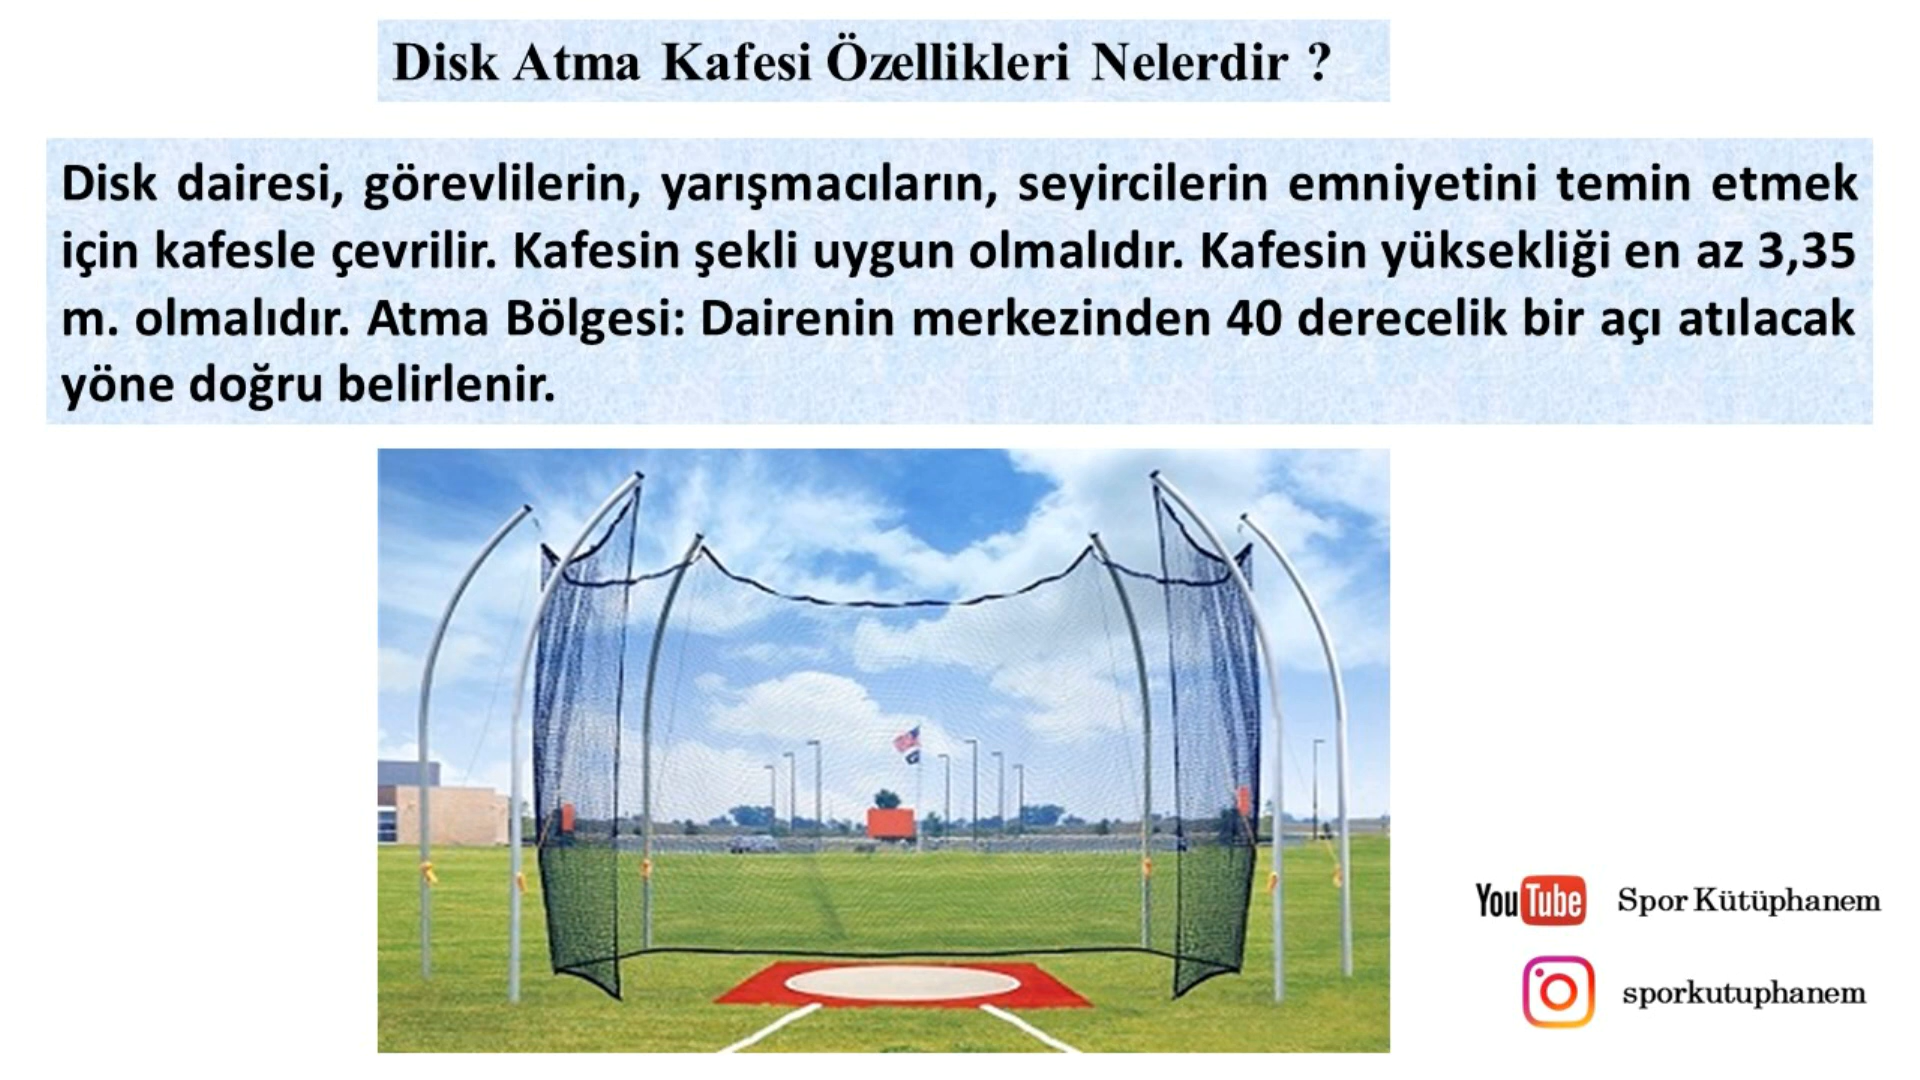 Disk Atma Kafesi Özellikleri Nelerdir ?
Disk dairesi, görevlilerin, yarışmacıların, seyircilerin emniyetini temin etmek
için kafesle çevrilir. Kafesin şekli uygun olmalıdır. Kafesin yüksekliği en az 3,35
m. olmalıdır. Atma Bölgesi: Dairenin merkezinden 40 derecelik bir açı atılacak
yöne doğru belirlenir.
YouTube Spor Kütüphanem
sporkutuphanem